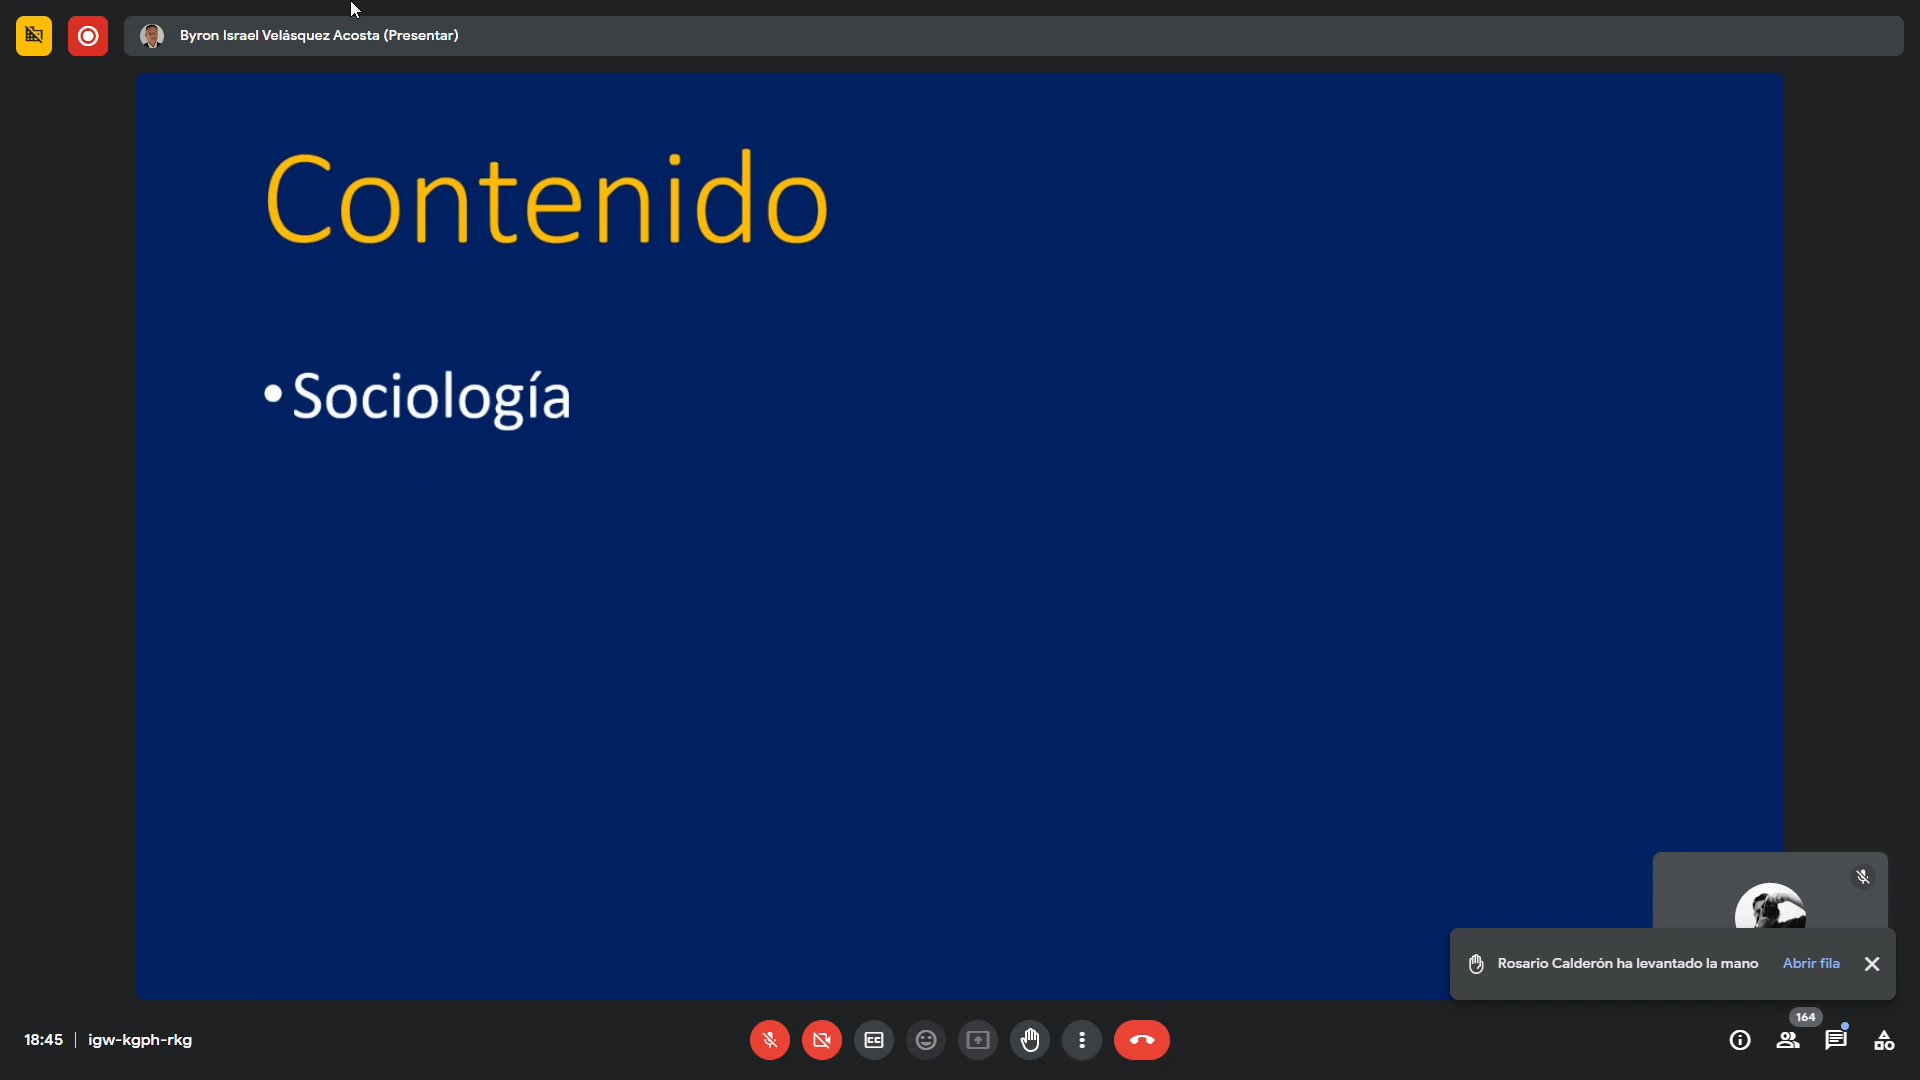 Byron Israel Velásquez Acosta (Presentar)
Contenido
• Sociología
Rosario Calderón ha levantado la mano Abrir fila
164
18:45 | igw-kgph-rkg
CC